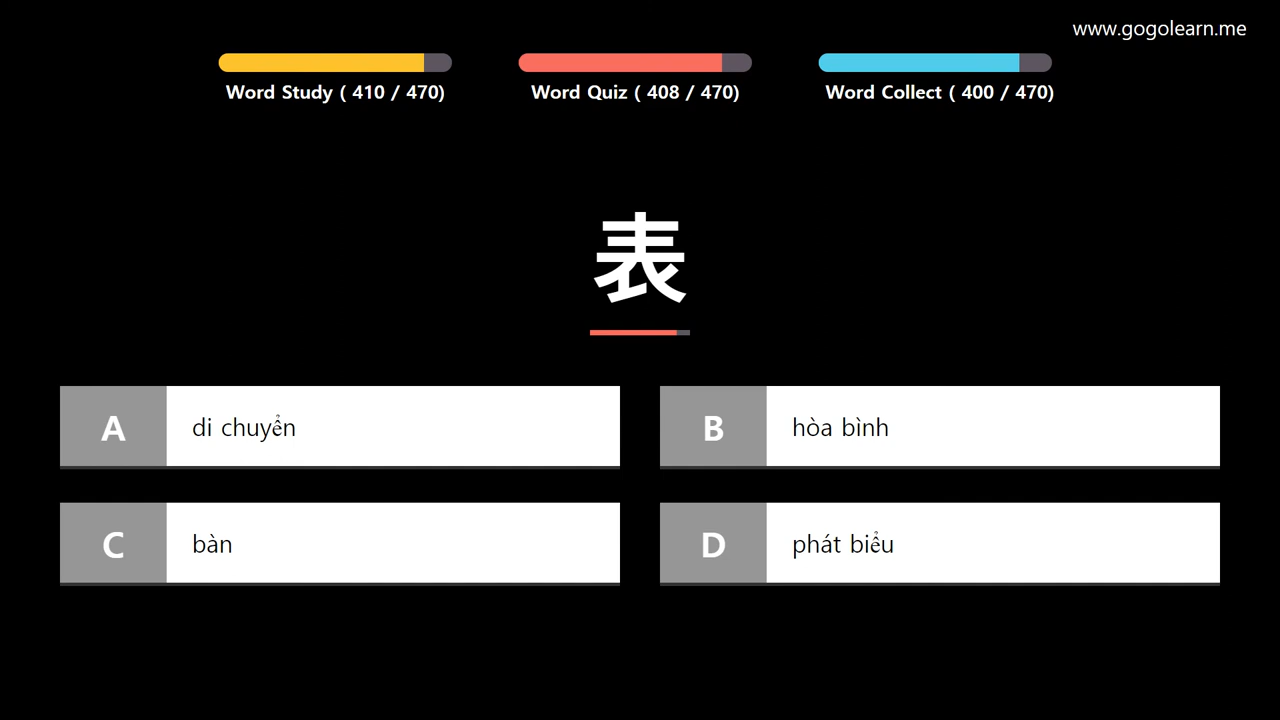 www.gogolearn.me
Word Study ( 410 / 470)
Word Quiz ( 408 / 470)
Word Collect ( 400 / 470)
表
A
di chuyển
B
hòa bình
C
bàn
D
phát biểu